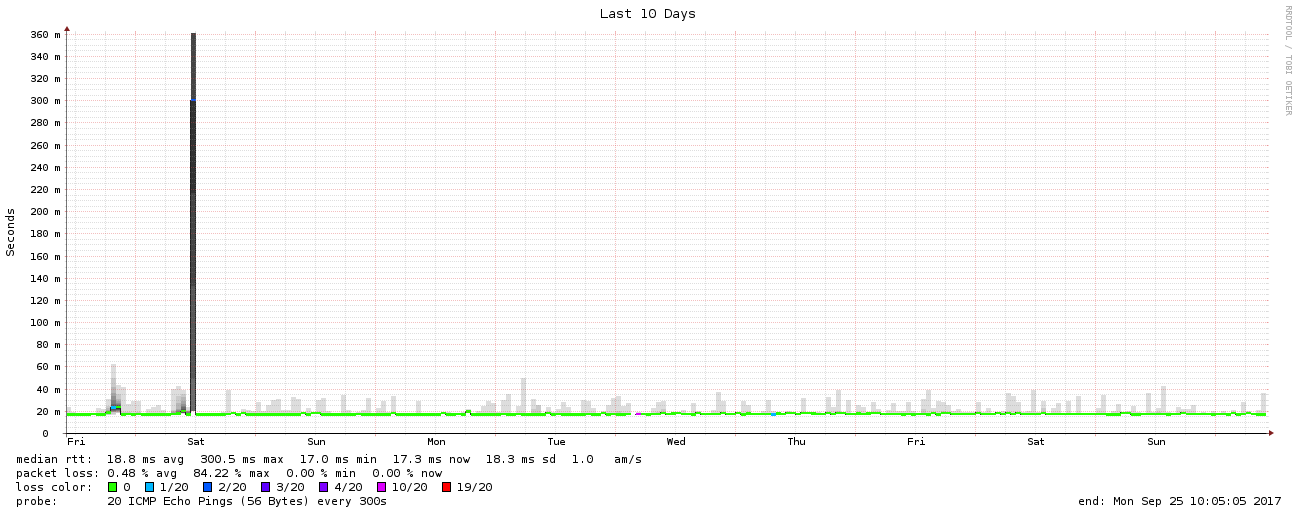 Last 10 Days
RRDTOOL / TOBI OETIKER
Seconds
360 m
340 m
320 m
300 m
280 m
260 m
240 m
220 m
200 m
180 m
160 m
140 m
120 m
100 m
80 m
60 m
40 m
20 m
0
Fri Sat Sun Mon Tue Wed Thu Fri Sat Sun
median rtt: 18.8 ms avg 300.5 ms max 17.0 ms min 17.3 ms now 18.3 ms sd 1.0 am/s
packet loss: 0.48 % avg 84.22 % max 0.00 % min 0.00 % now
loss color: 0 1/20 2/20 3/20 4/20 10/20 19/20
probe: 20 ICMP Echo Pings (56 Bytes) every 300s end: Mon Sep 25 10:05:05 2017